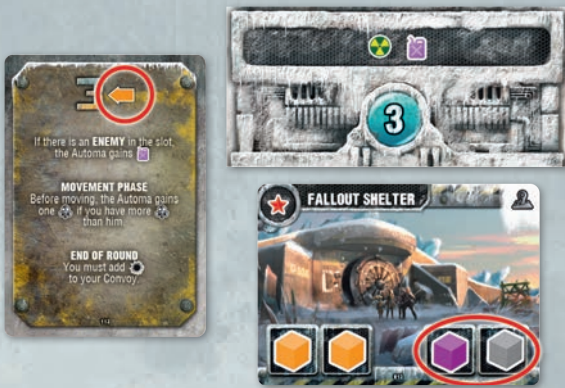 If there is an ENEMY in the slot,
the Automa gains
MOVEMENT PHASE
Before moving, the Automa gains
one if you have more
than him.
END OF ROUND
You must add
to your Convoy.
3
FALLOUT SHELTER